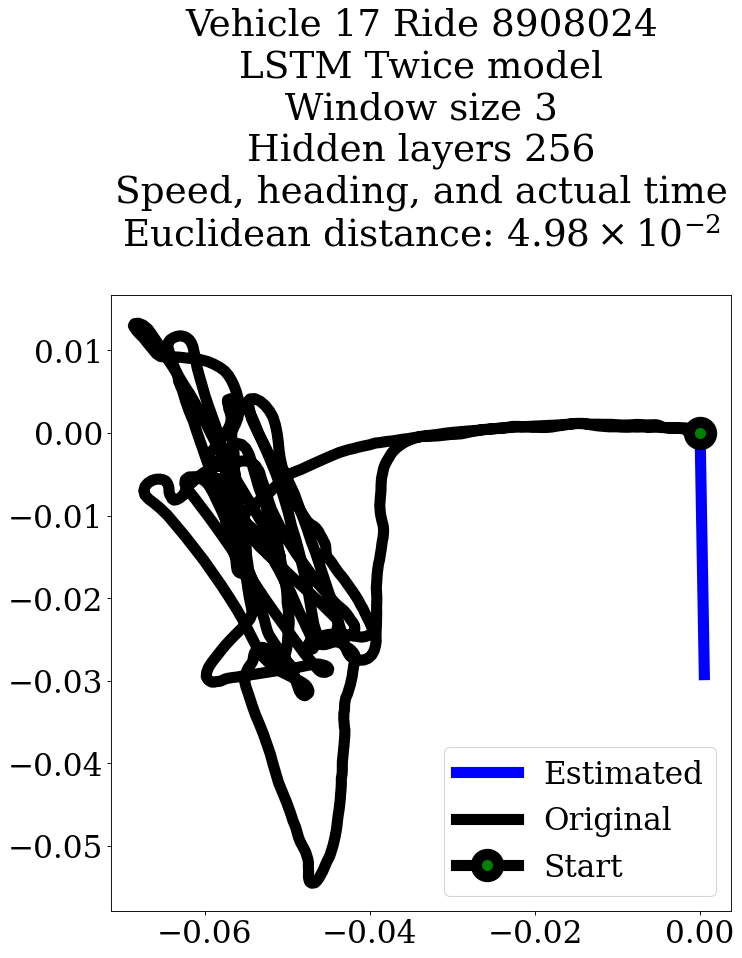 Vehicle 17 Ride 8908024
LSTM Twice model
Window size 3
Hidden layers 256
Speed, heading, and actual time
Euclidean distance: 4.98 × 10⁻²
0.01
0.00
−0.01
−0.02
−0.03
−0.04
−0.05
Estimated
Original
Start
−0.06 −0.04 −0.02 0.00